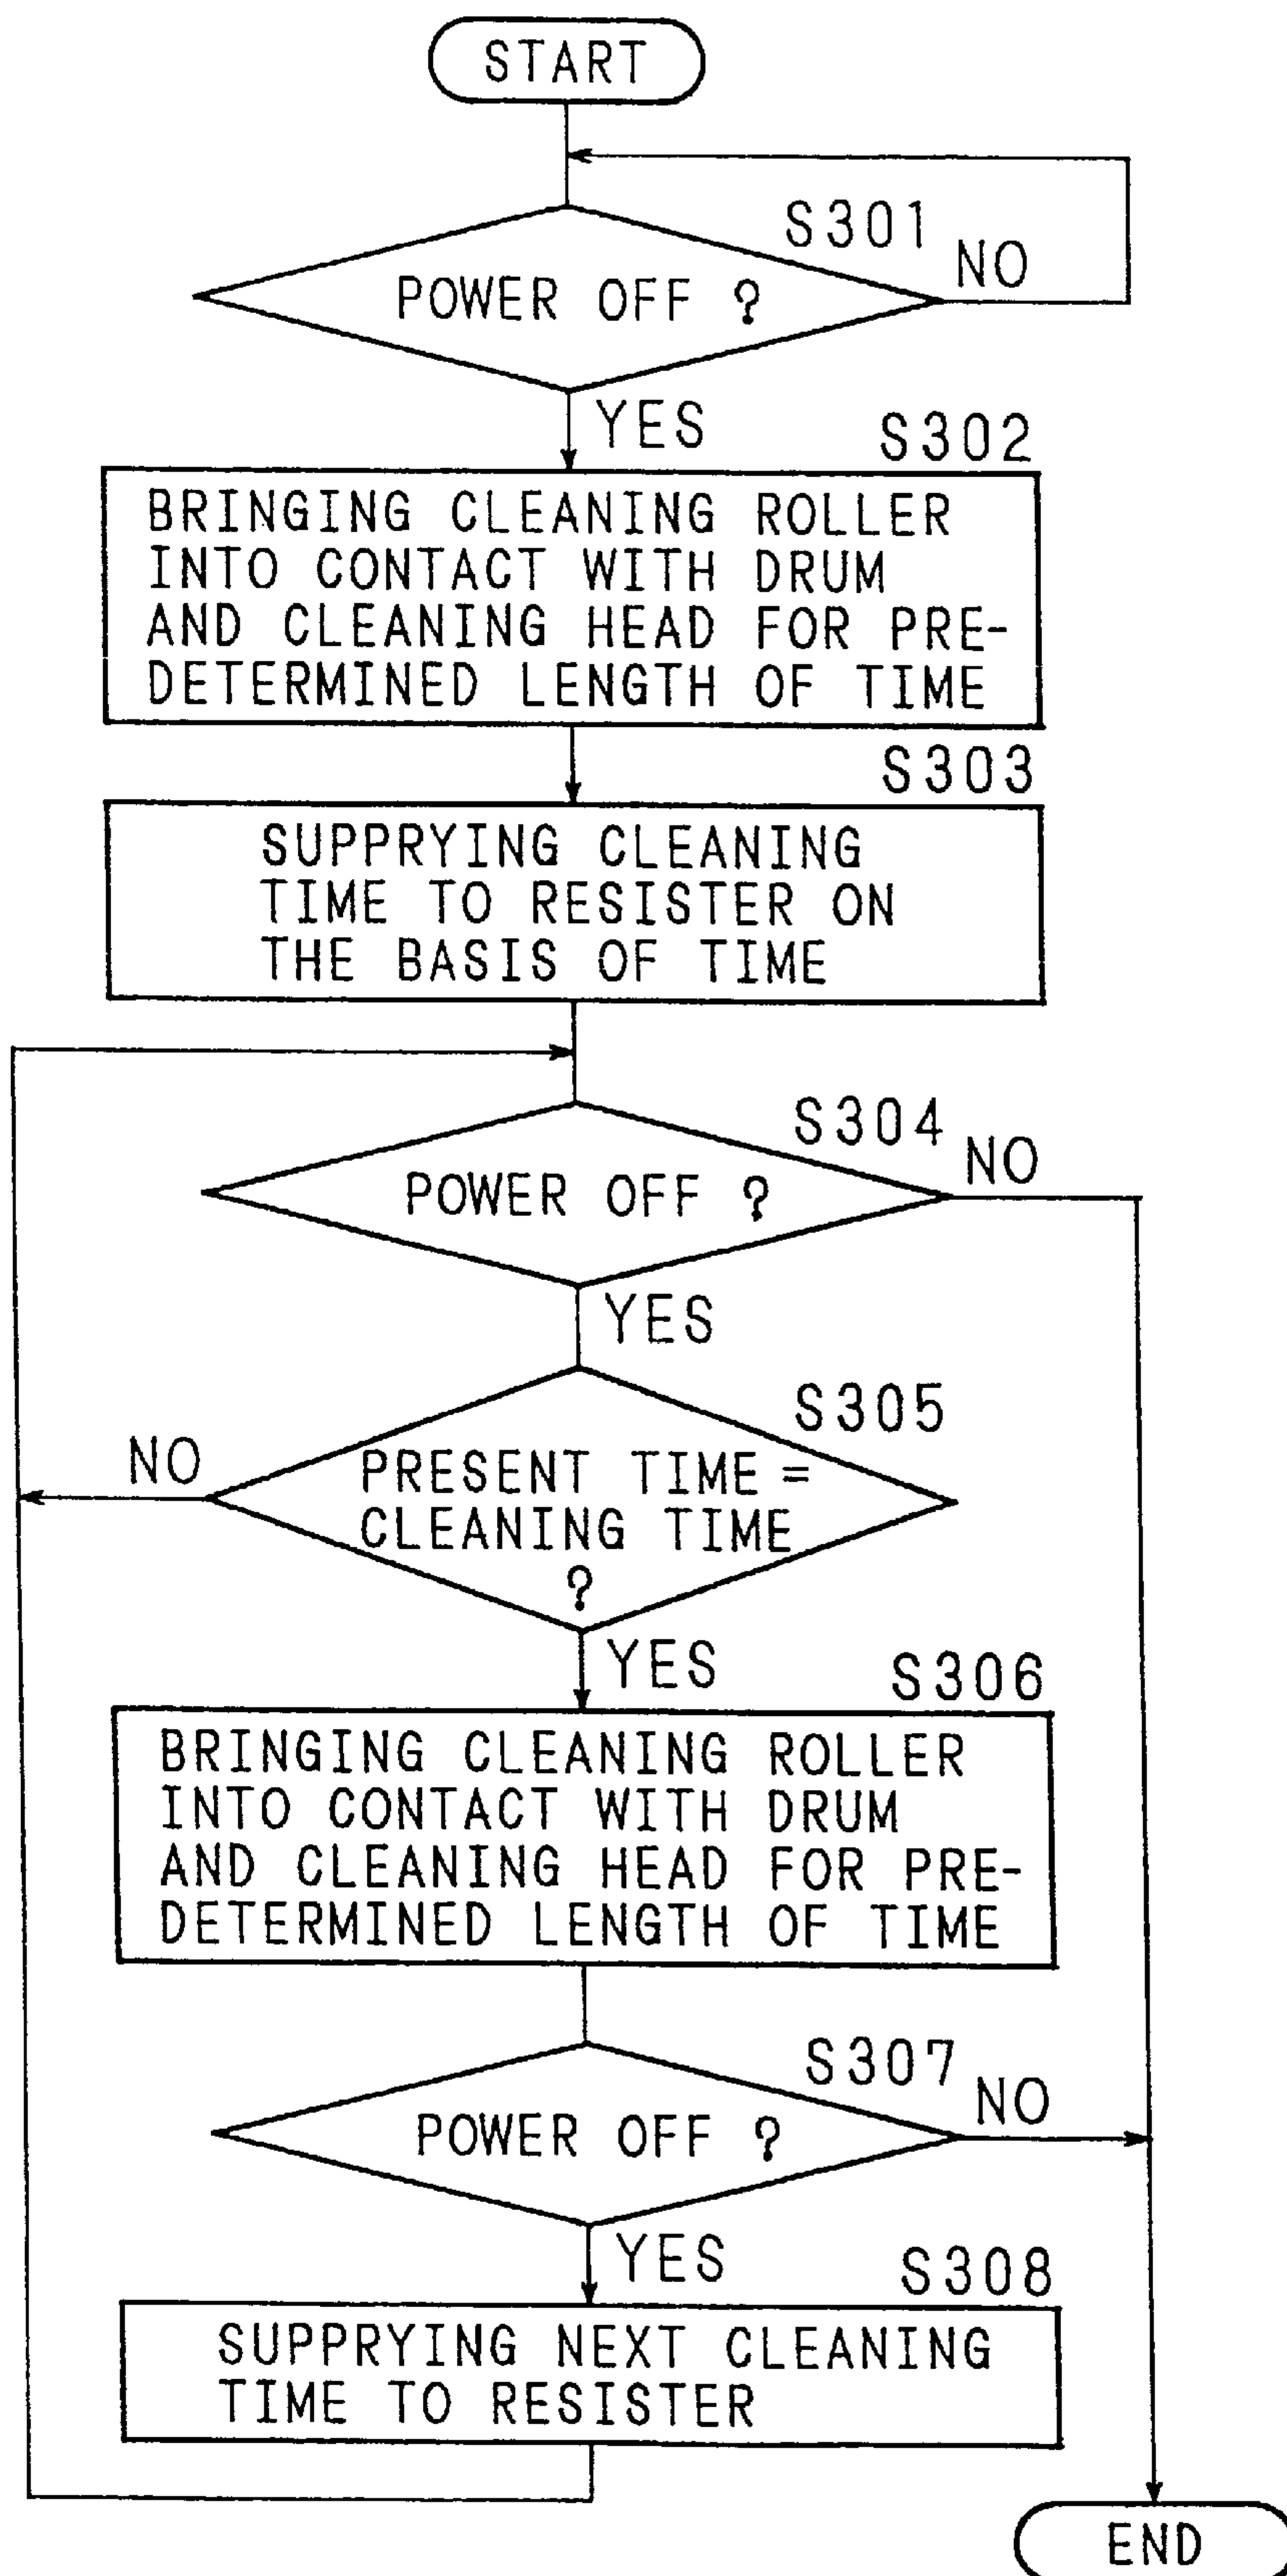 START
S301
NO
POWER OFF ?
YES
S302
BRINGING CLEANING ROLLER
INTO CONTACT WITH DRUM
AND CLEANING HEAD FOR PRE-
DETERMINED LENGTH OF TIME
S303
SUPPRYING CLEANING
TIME TO RESISTER ON
THE BASIS OF TIME
S304
NO
POWER OFF ?
YES
S305
NO
PRESENT TIME =
CLEANING TIME
?
YES
S306
BRINGING CLEANING ROLLER
INTO CONTACT WITH DRUM
AND CLEANING HEAD FOR PRE-
DETERMINED LENGTH OF TIME
S307
NO
POWER OFF ?
YES
S308
SUPPRYING NEXT CLEANING
TIME TO RESISTER
END